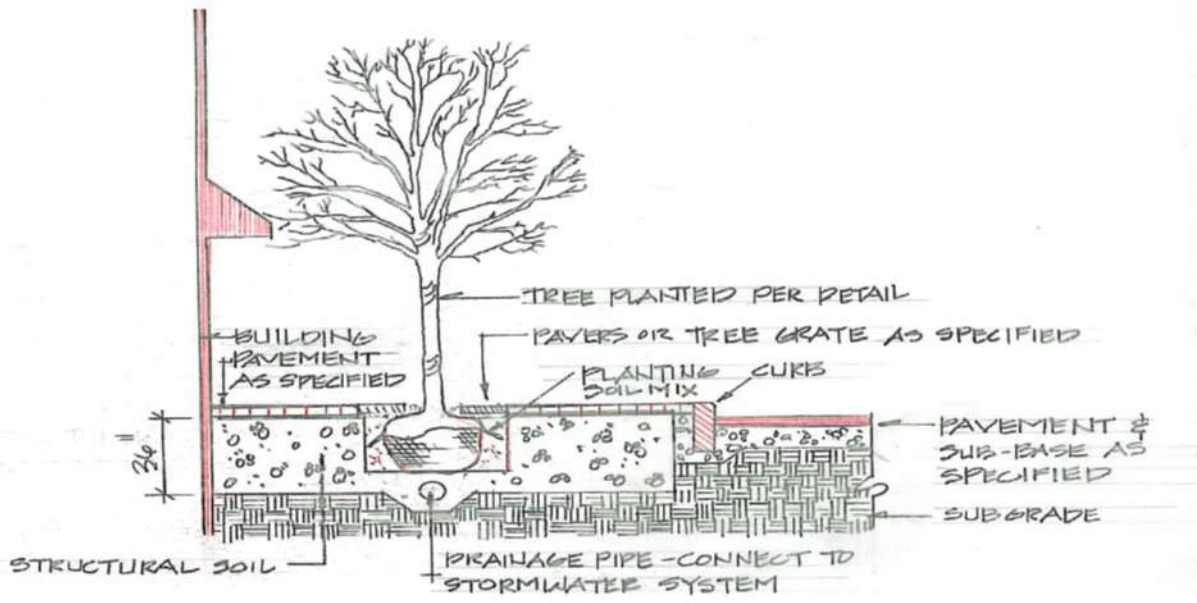 TREE PLANTED PER DETAIL
BUILDING
PAVEMENT
AS SPECIFIED
PAVERS OR TREE GRATE AS SPECIFIED
PLANTING
SOIL MIX
CURB
36"
PAVEMENT &
SUB-BASE AS
SPECIFIED
SUBGRADE
STRUCTURAL SOIL
DRAINAGE PIPE - CONNECT TO
STORMWATER SYSTEM